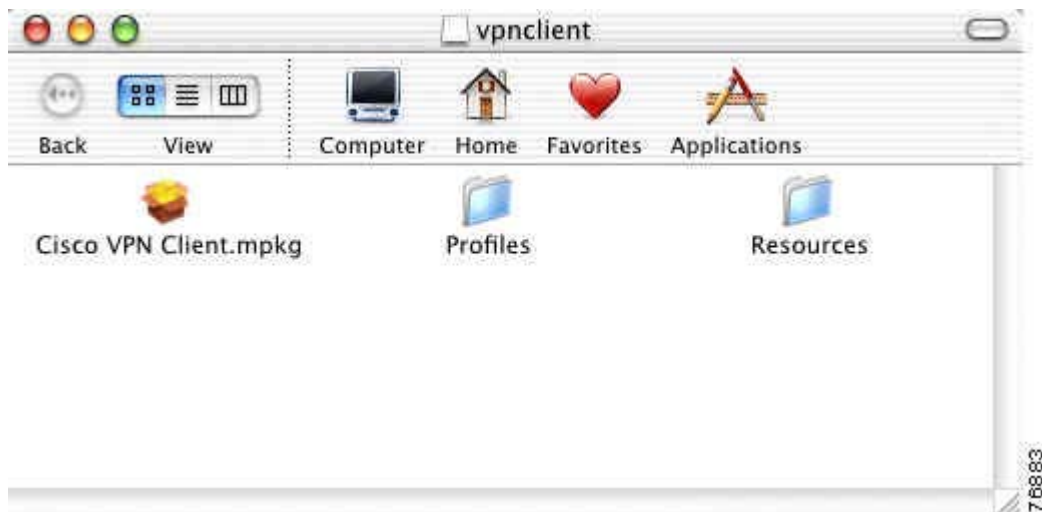 vpnclient
Back View Computer Home Favorites Applications
Cisco VPN Client.mpkg Profiles Resources
76883